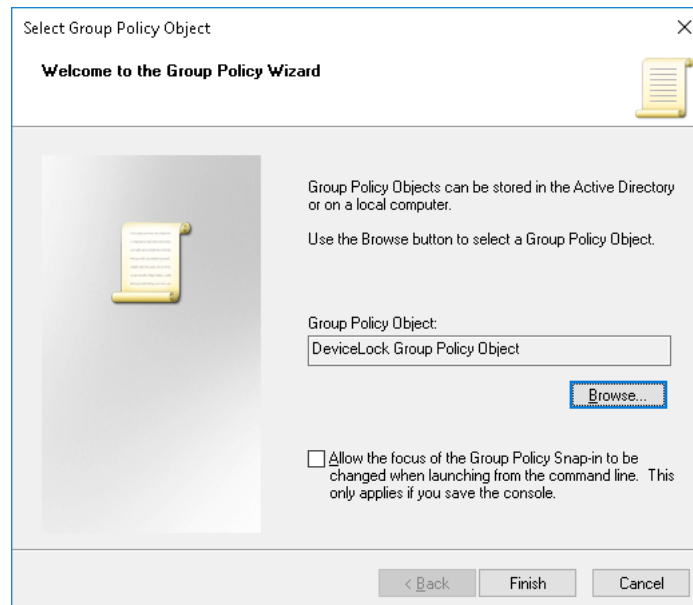 Select Group Policy Object
Welcome to the Group Policy Wizard
Group Policy Objects can be stored in the Active Directory
or on a local computer.
Use the Browse button to select a Group Policy Object.
Group Policy Object:
DeviceLock Group Policy Object
Browse...
Allow the focus of the Group Policy Snap-in to be
changed when launching from the command line. This
only applies if you save the console.
< Back
Finish
Cancel